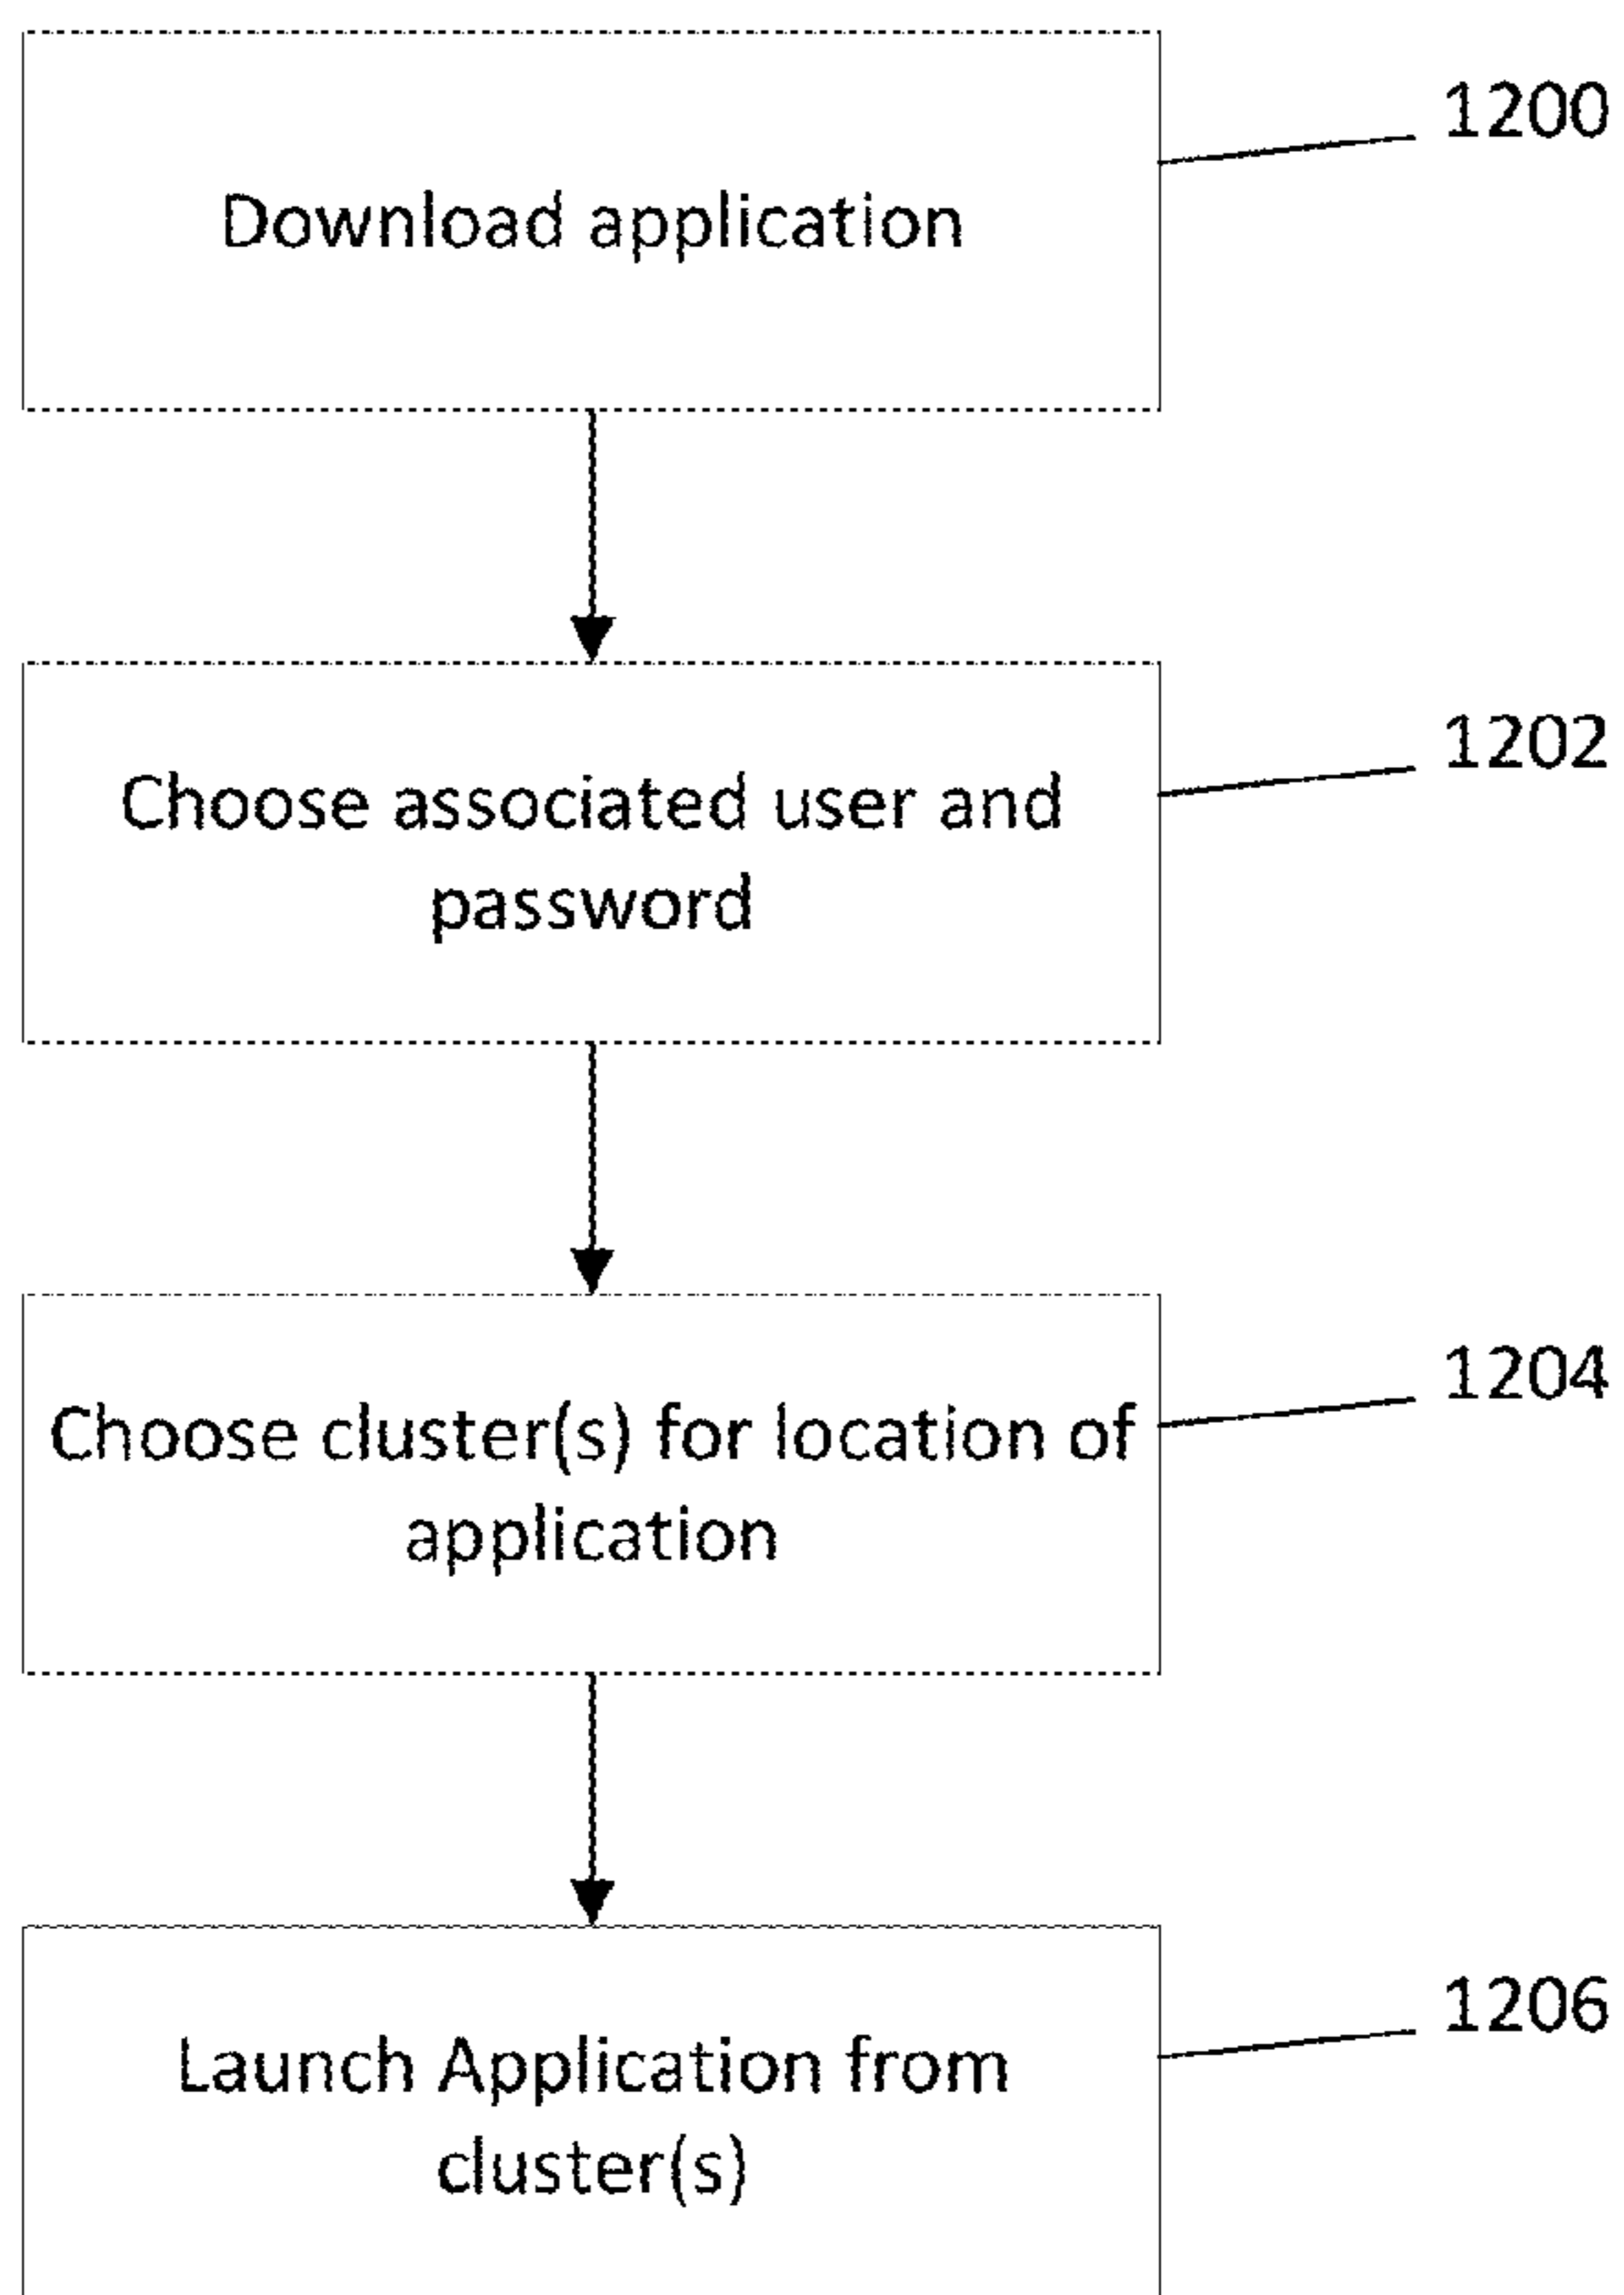 Download application
1200
Choose associated user and
password
1202
Choose cluster(s) for location of
application
1204
Launch Application from
cluster(s)
1206